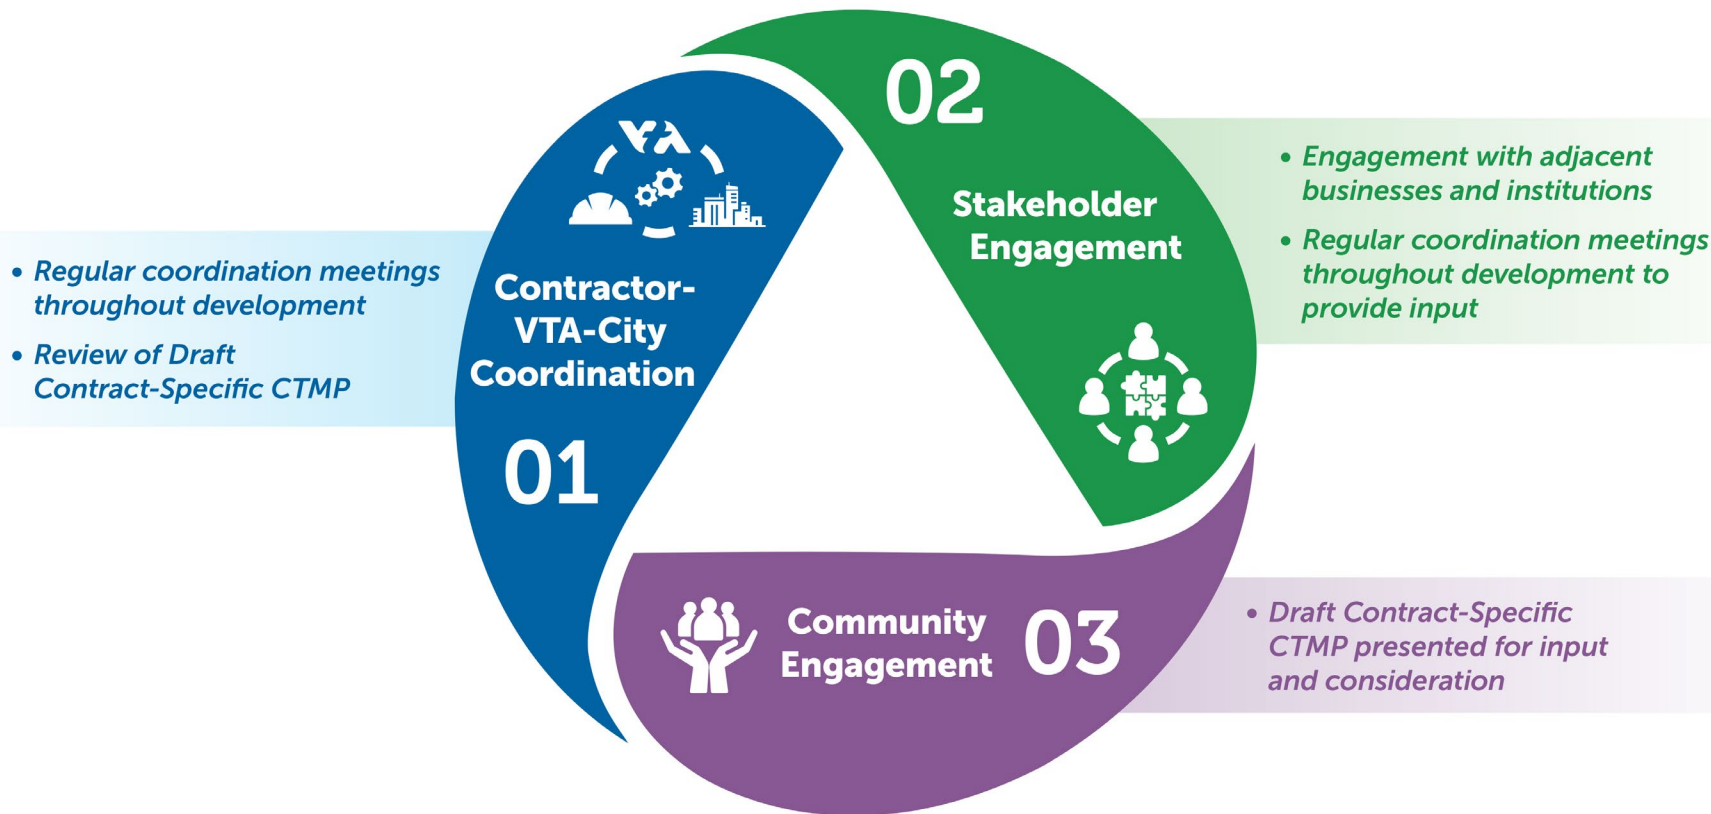 01
Contractor-
VTA-City
Coordination
• Regular coordination meetings
throughout development
• Review of Draft
Contract-Specific CTMP
02
Stakeholder
Engagement
• Engagement with adjacent
businesses and institutions
• Regular coordination meetings
throughout development to
provide input
03
Community
Engagement
• Draft Contract-Specific
CTMP presented for input
and consideration
VTA